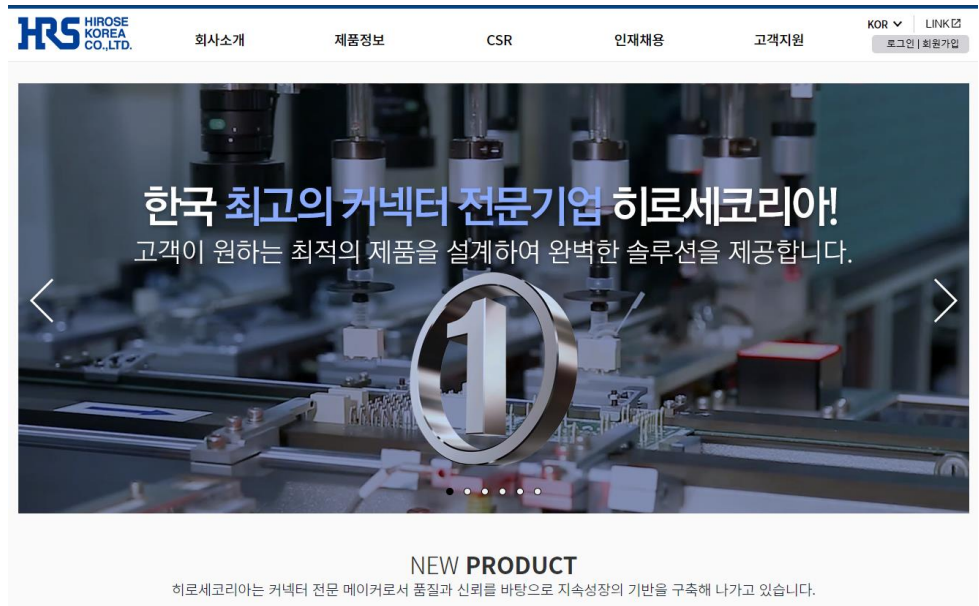 HRS HIROSE
KOREA
CO.,LTD.
회사소개 제품정보 CSR 인재채용 고객지원
KOR LINK
로그인 | 회원가입
한국 최고의 커넥터 전문기업 히로세코리아!
고객이 원하는 최적의 제품을 설계하여 완벽한 솔루션을 제공합니다.
1
NEW PRODUCT
히로세코리아는 커넥터 전문 메이커로서 품질과 신뢰를 바탕으로 지속성장의 기반을 구축해 나가고 있습니다.